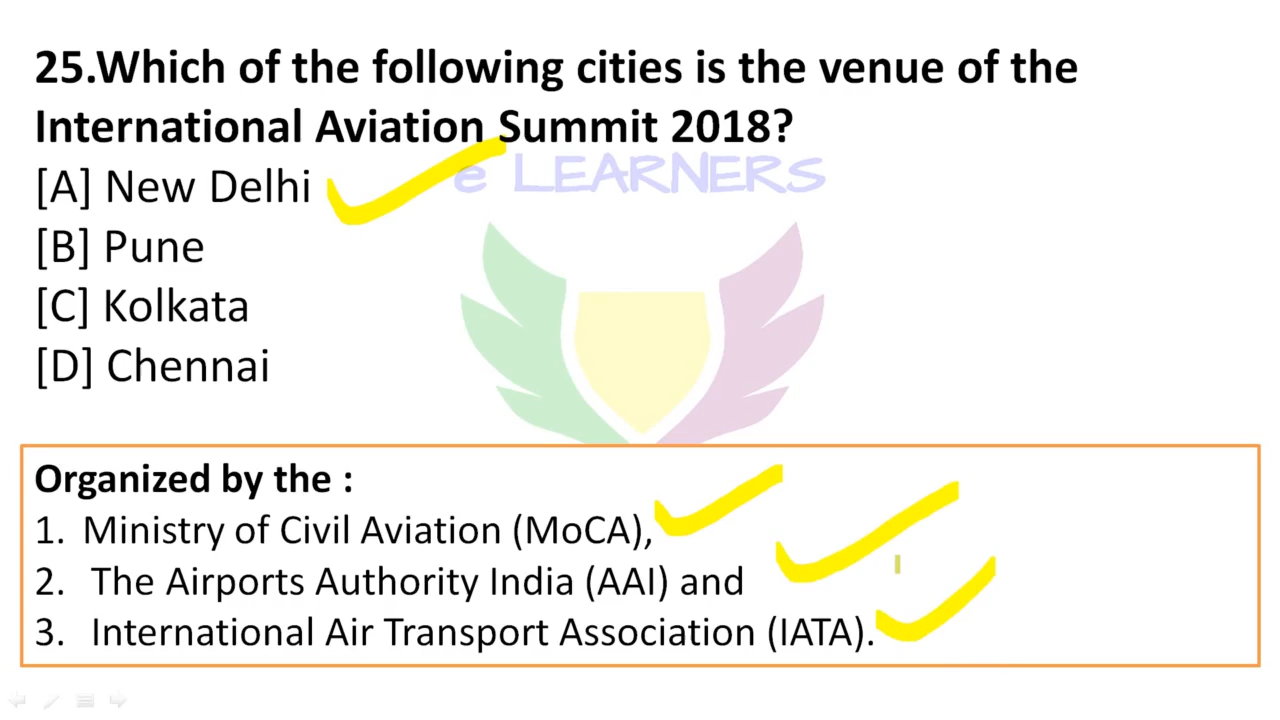 25.Which of the following cities is the venue of the
International Aviation Summit 2018?
e LEARNERS
[A] New Delhi
[B] Pune
[C] Kolkata
[D] Chennai
Organized by the :
1. Ministry of Civil Aviation (MoCA),
2. The Airports Authority India (AAI) and
3. International Air Transport Association (IATA).